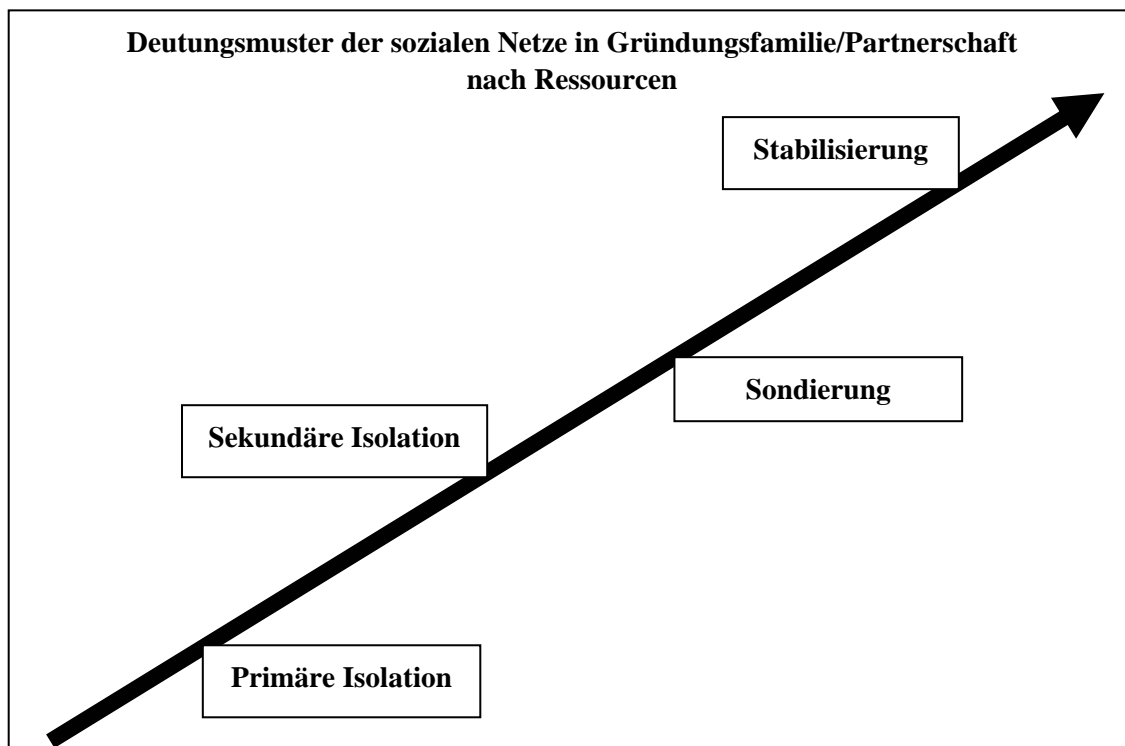 Deutungsmuster der sozialen Netze in Gründungsfamilie/Partnerschaft
nach Ressourcen
Stabilisierung
Sondierung
Sekundäre Isolation
Primäre Isolation